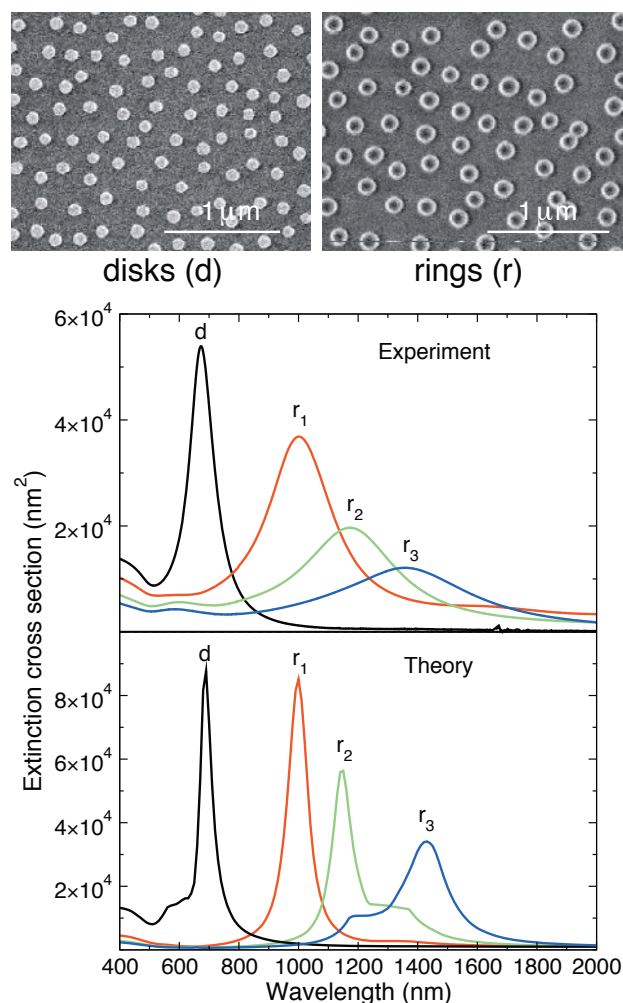 1 μm
1 μm
disks (d)
rings (r)
Extinction cross section (nm²)
6×10⁴
4×10⁴
2×10⁴
d
Experiment
r₁
r₂
r₃
8×10⁴
6×10⁴
4×10⁴
2×10⁴
d
Theory
r₁
r₂
r₃
400 600 800 1000 1200 1400 1600 1800 2000
Wavelength (nm)